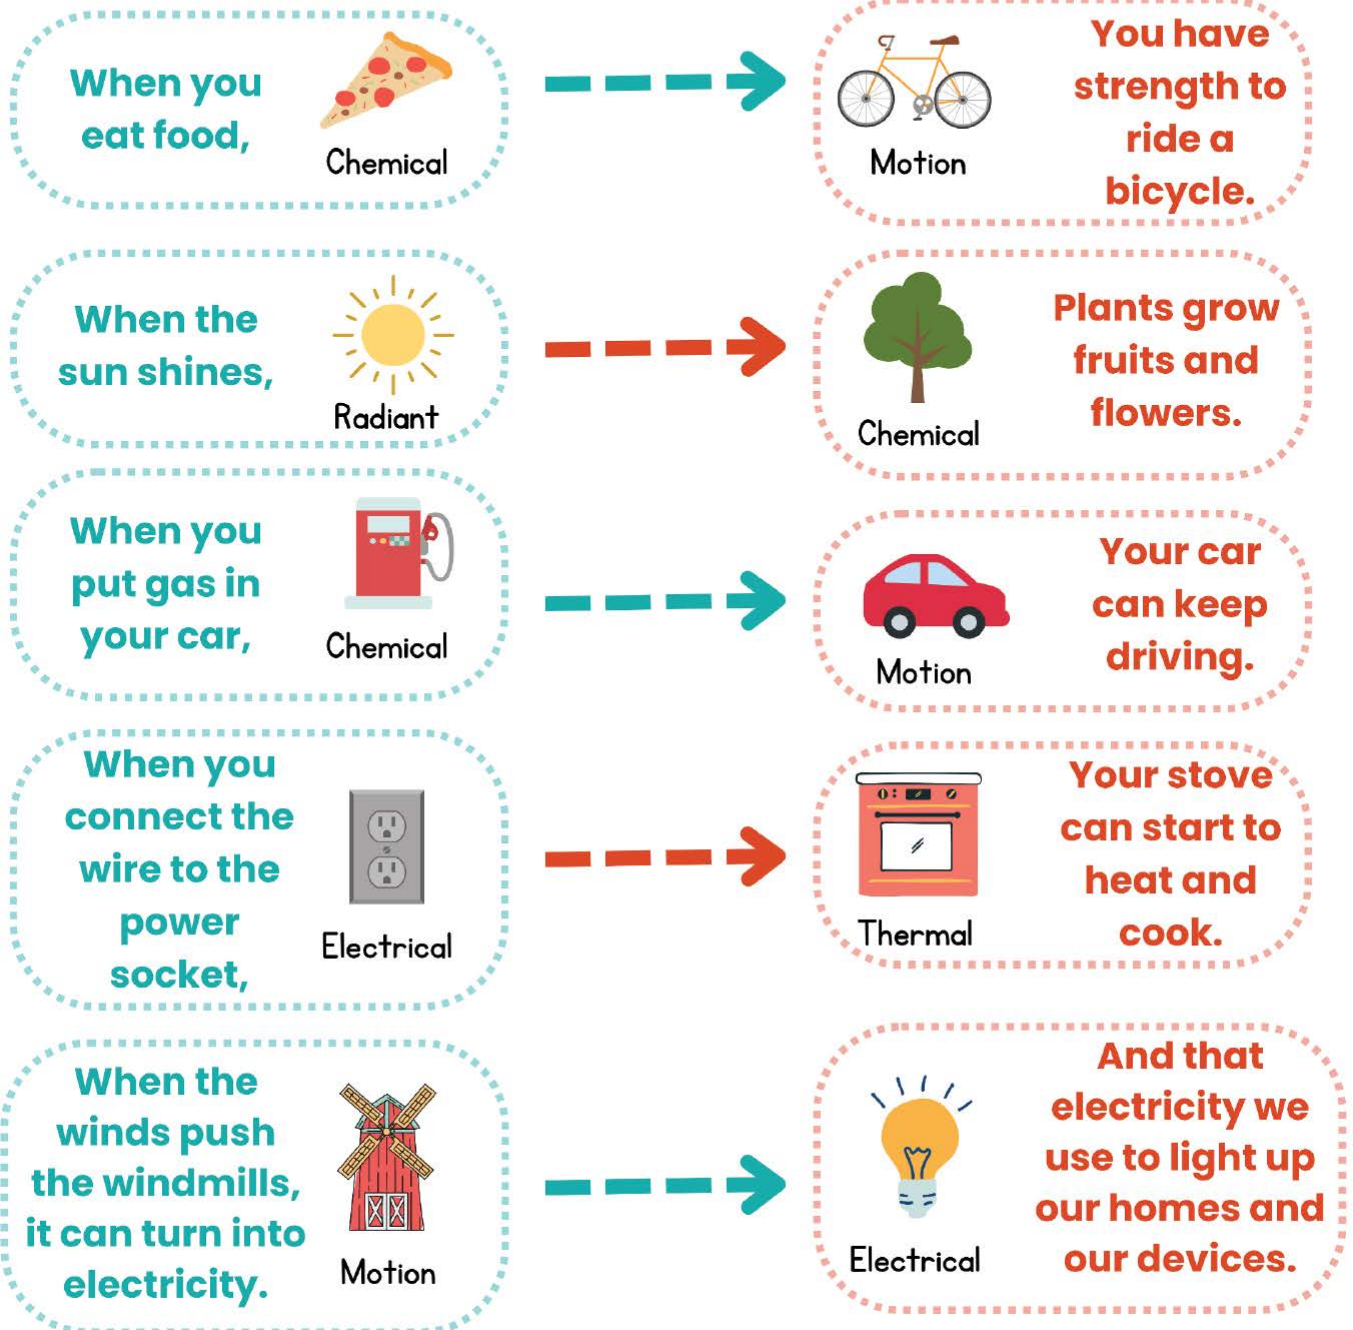 When you
eat food,
Chemical
Motion
You have
strength to
ride a
bicycle.
When the
sun shines,
Radiant
Chemical
Plants grow
fruits and
flowers.
When you
put gas in
your car,
Chemical
Motion
Your car
can keep
driving.
When you
connect the
wire to the
power
socket,
Electrical
Thermal
Your stove
can start to
heat and
cook.
When the
winds push
the windmills,
it can turn into
electricity.
Motion
Electrical
And that
electricity we
use to light up
our homes and
our devices.